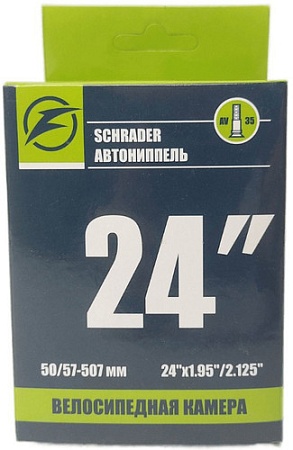 SCHRADER
АВТОНИППЕЛЬ
AV 35
24"
50/57-507 мм 24"x1.95"/2.125"
ВЕЛОСИПЕДНАЯ КАМЕРА